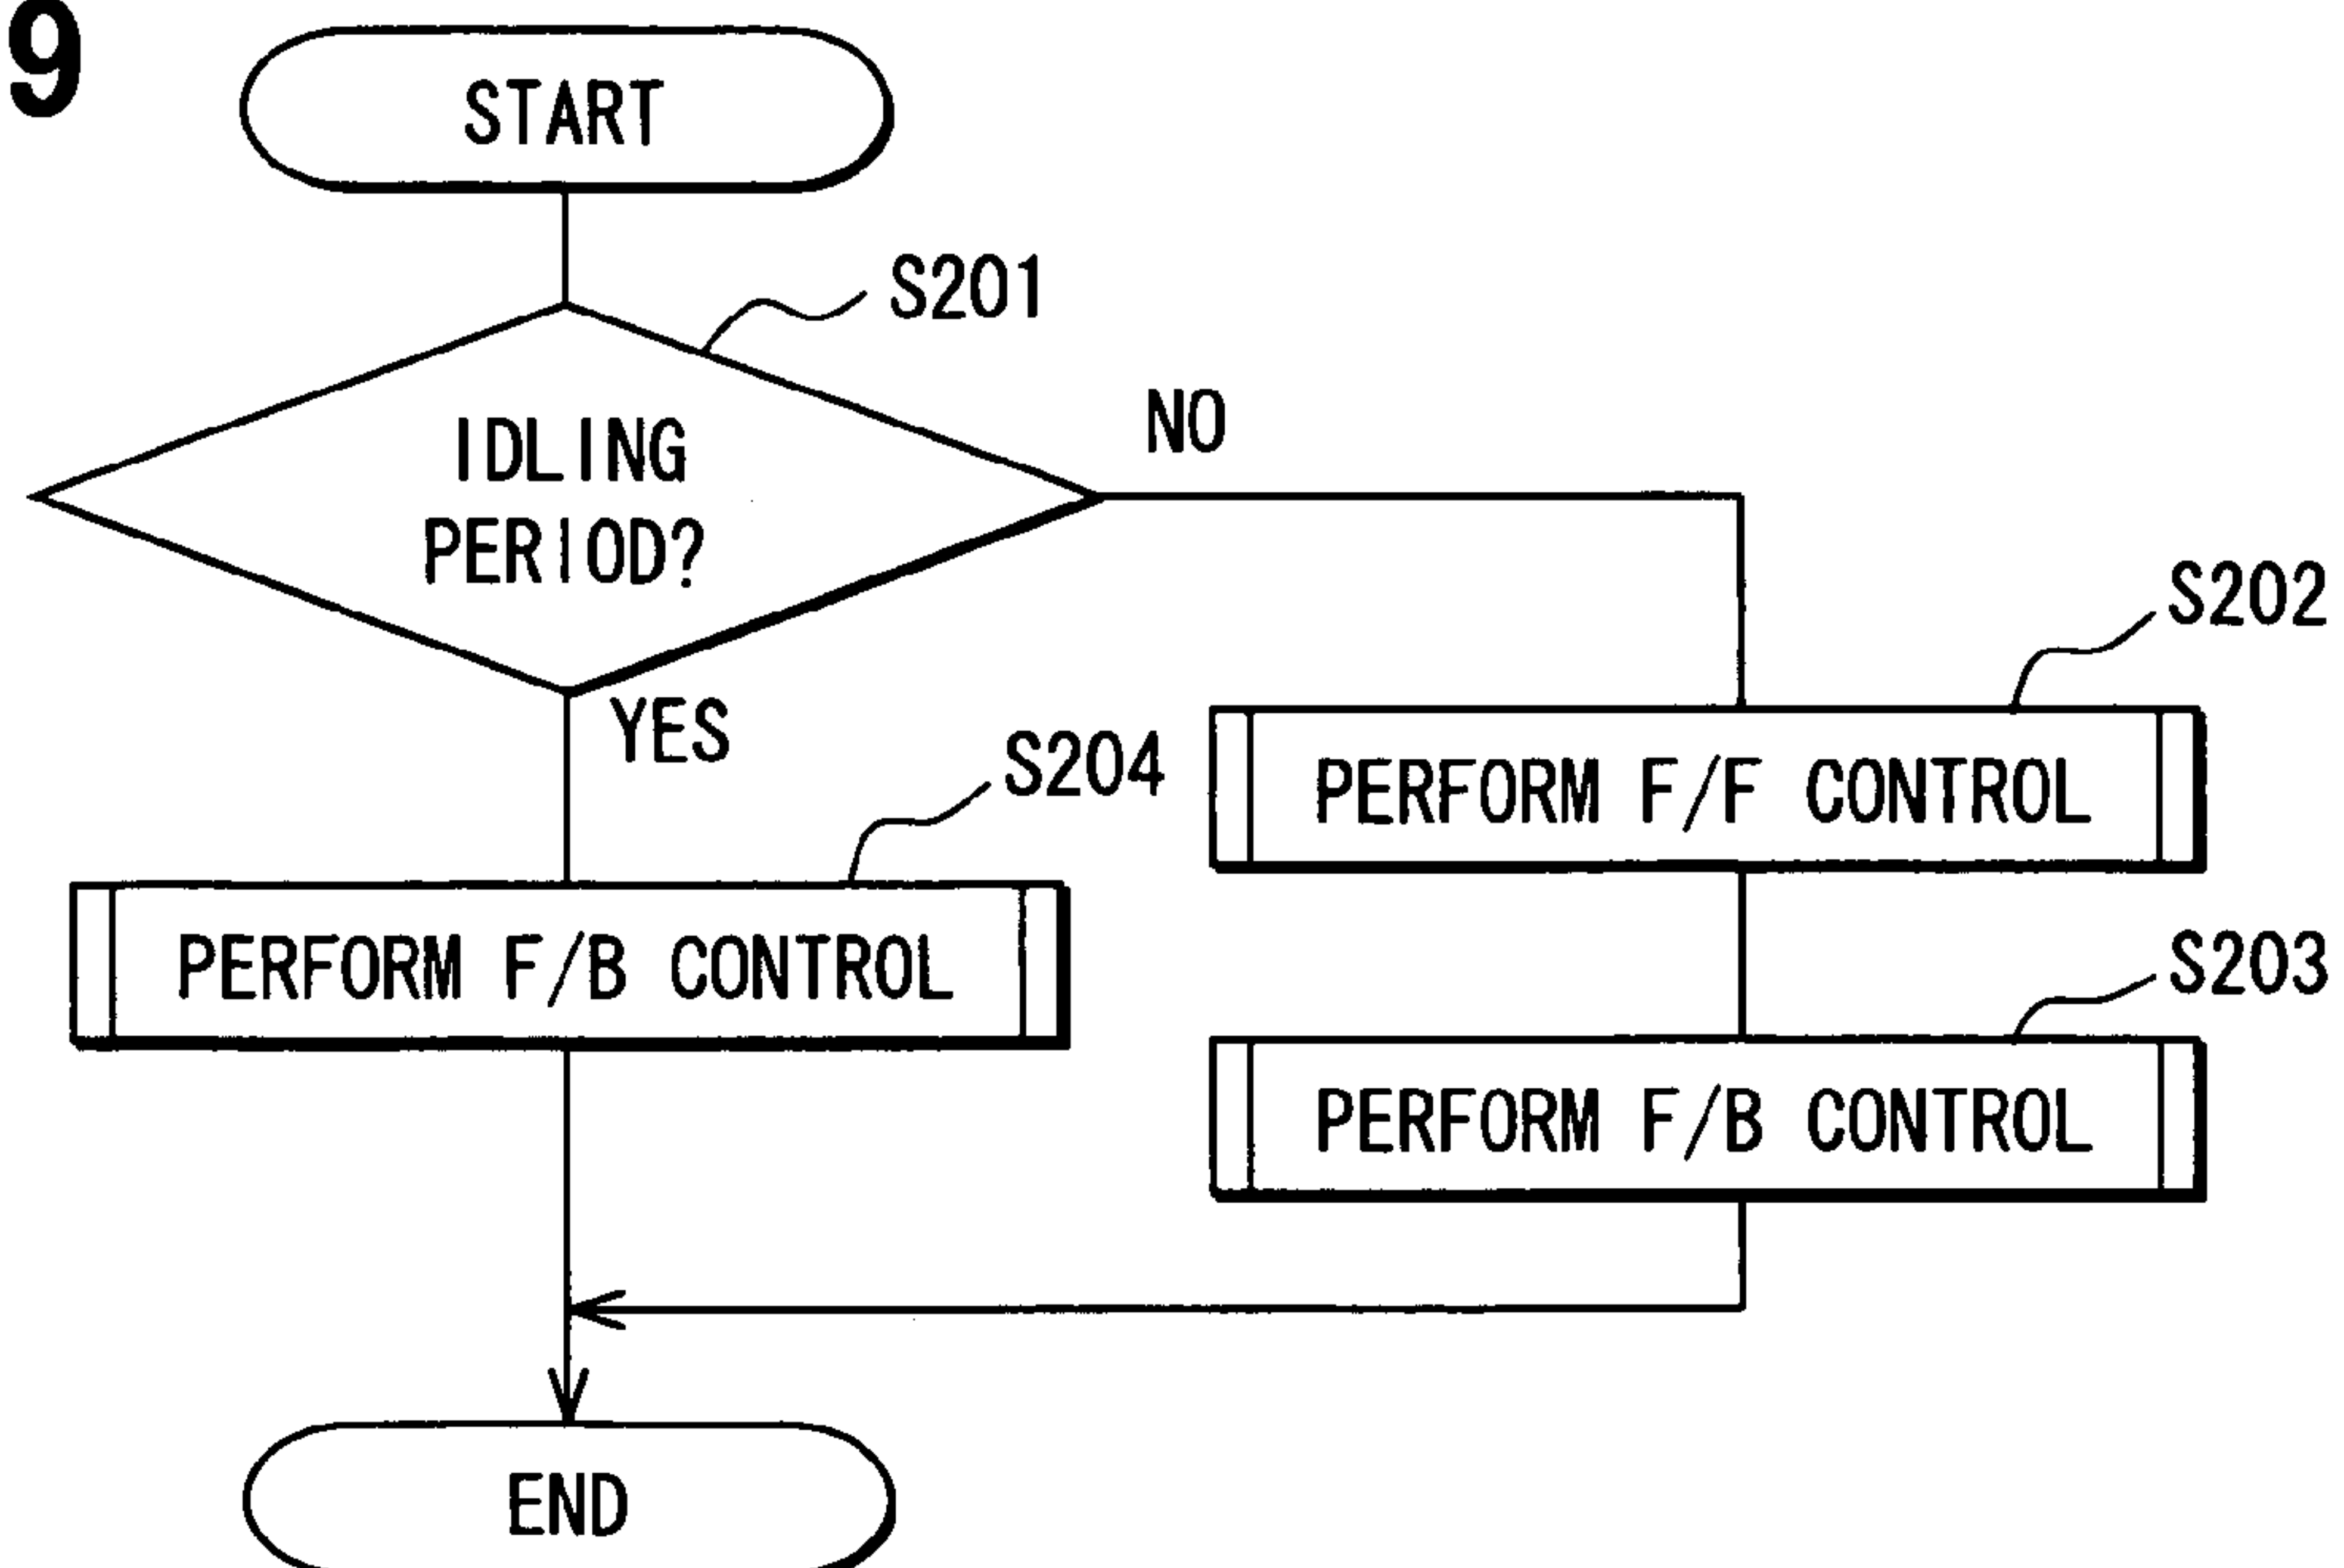 9
START
S201
IDLING
PERIOD?
NO
YES
S202
PERFORM F/F CONTROL
S204
PERFORM F/B CONTROL
S203
PERFORM F/B CONTROL
END